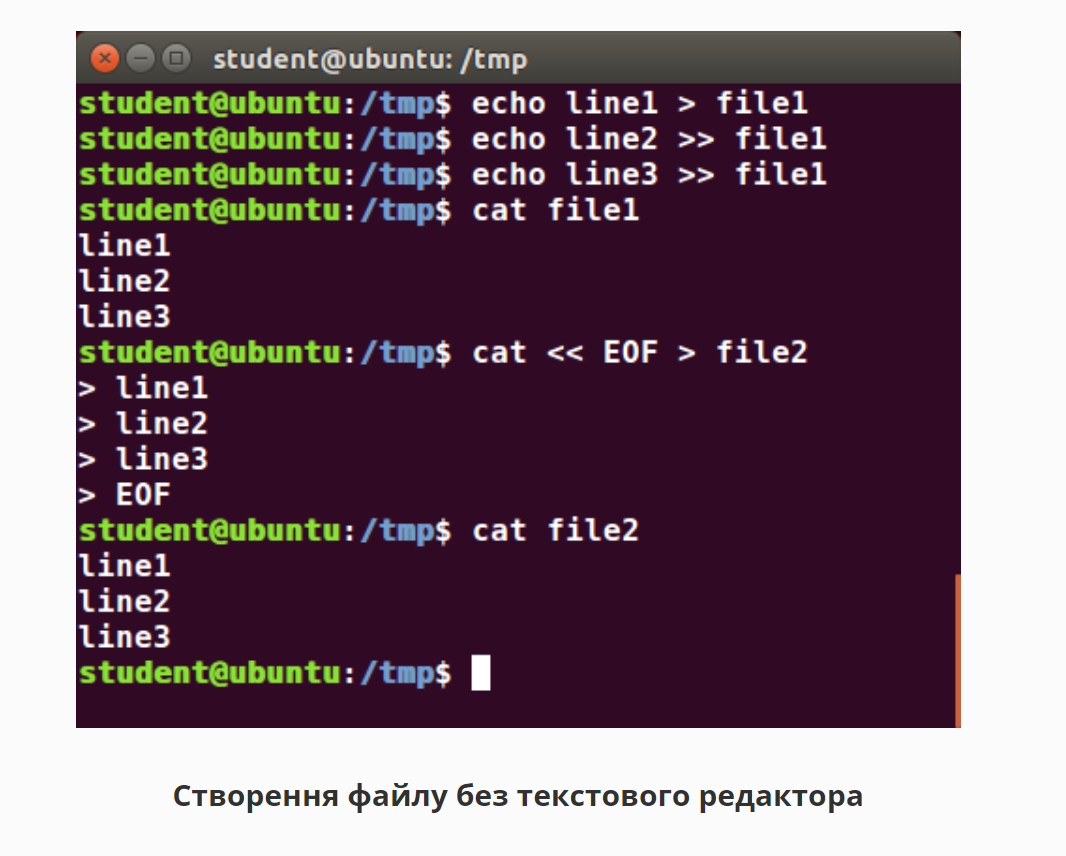 student@ubuntu: /tmp
student@ubuntu:/tmp$ echo line1 > file1
student@ubuntu:/tmp$ echo line2 >> file1
student@ubuntu:/tmp$ echo line3 >> file1
student@ubuntu:/tmp$ cat file1
line1
line2
line3
student@ubuntu:/tmp$ cat << EOF > file2
> line1
> line2
> line3
> EOF
student@ubuntu:/tmp$ cat file2
line1
line2
line3
student@ubuntu:/tmp$
Створення файлу без текстового редактора